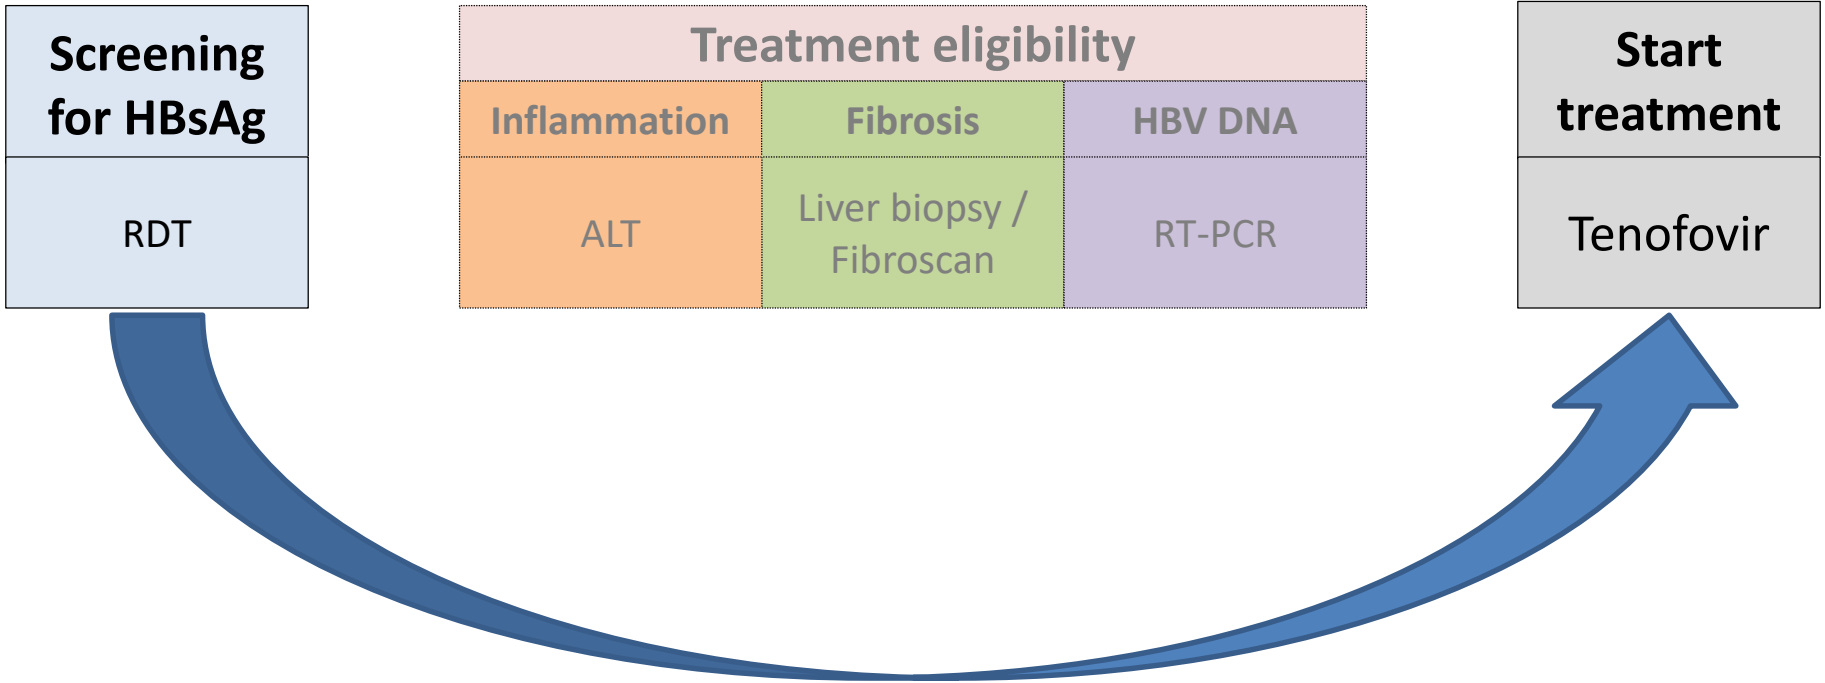 Screening
for HBsAg
RDT
Treatment eligibility
Inflammation
Fibrosis
HBV DNA
ALT
Liver biopsy /
Fibroscan
RT-PCR
Start
treatment
Tenofovir